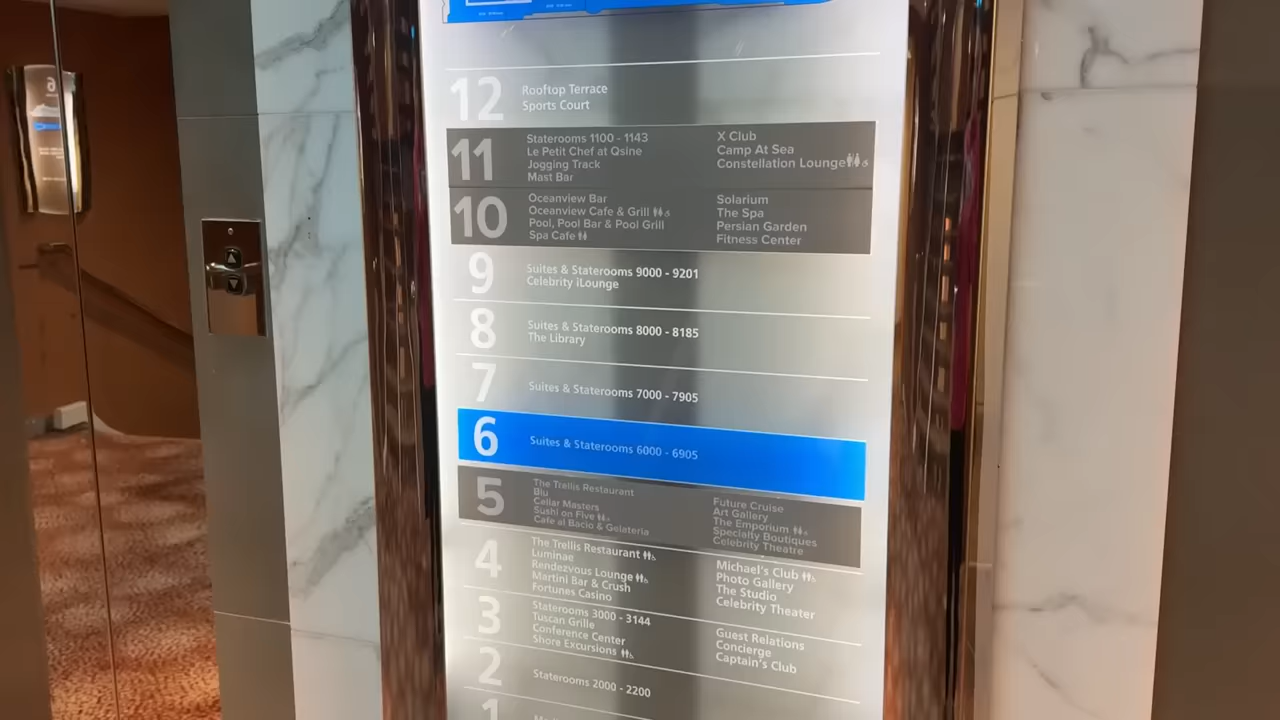 12
Rooftop Terrace
Sports Court
11
Staterooms 1100 - 1143
Le Petit Chef at Qsine
Jogging Track
Mast Bar
X Club
Camp At Sea
Constellation Lounge
10
Oceanview Bar
Oceanview Cafe & Grill
Pool, Pool Bar & Pool Grill
Spa Cafe
Solarium
The Spa
Persian Garden
Fitness Center
9
Suites & Staterooms 9000 - 9201
Celebrity iLounge
8
Suites & Staterooms 8000 - 8185
The Library
7
Suites & Staterooms 7000 - 7905
6
Suites & Staterooms 6000 - 6905
5
The Trellis Restaurant
Blu
Cellar Masters
Sushi on Five
Cafe al Bacio & Gelateria
Future Cruise
Art Gallery
The Emporium
Specialty Boutiques
Celebrity Theatre
4
The Trellis Restaurant
Luminae
Rendezvous Lounge
Martini Bar & Crush
Fortunes Casino
Michael's Club
Photo Gallery
The Studio
Celebrity Theater
3
Staterooms 3000 - 3144
Tuscan Grille
Conference Center
Shore Excursions
Guest Relations
Concierge
Captain's Club
2
Staterooms 2000 - 2200
1